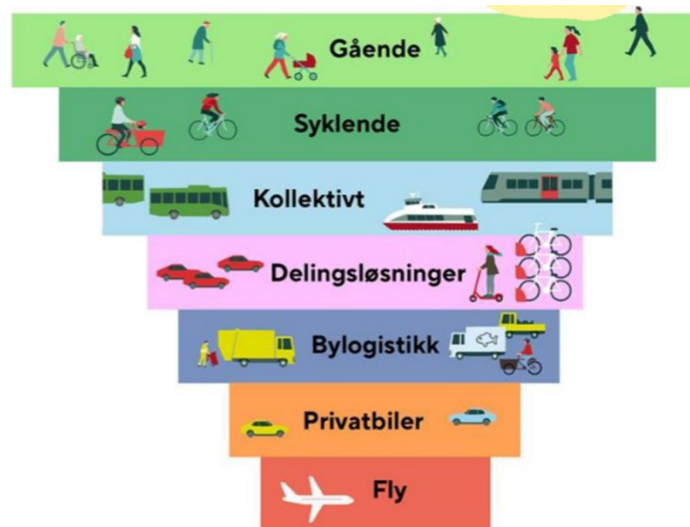 Gående
Syklende
Kollektivt
Delingsløsninger
Bylogistikk
Privatbiler
Fly